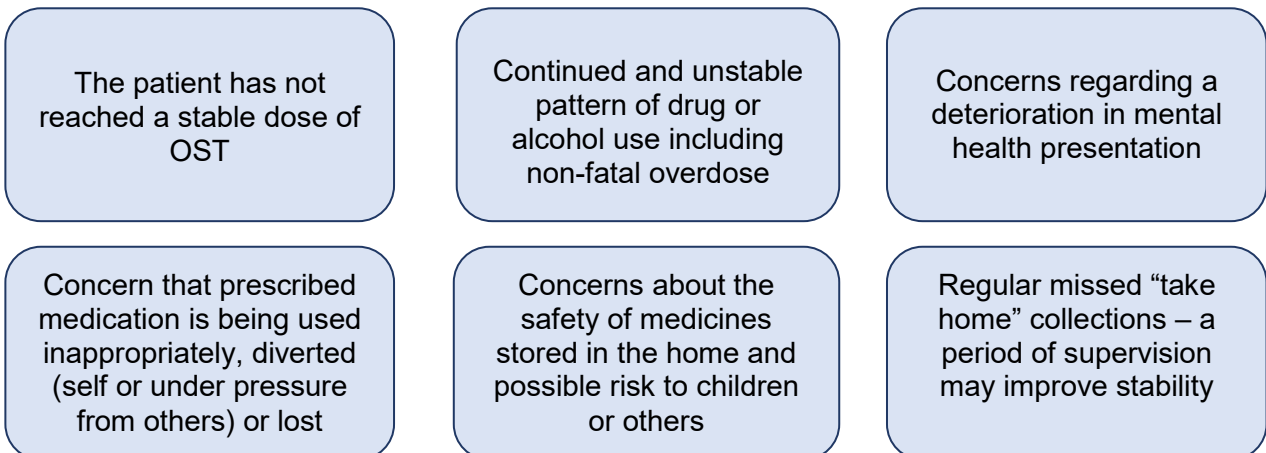 The patient has not
reached a stable dose of
OST
Continued and unstable
pattern of drug or
alcohol use including
non-fatal overdose
Concerns regarding a
deterioration in mental
health presentation
Concern that prescribed
medication is being used
inappropriately, diverted
(self or under pressure
from others) or lost
Concerns about the
safety of medicines
stored in the home and
possible risk to children
or others
Regular missed “take
home” collections – a
period of supervision
may improve stability